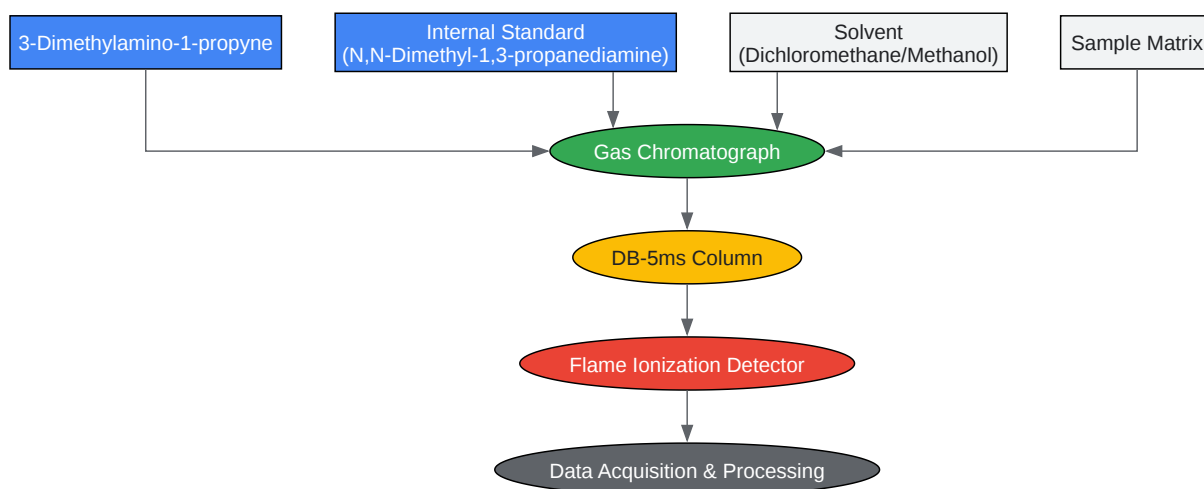 3-Dimethylamino-1-propyne
Internal Standard
(N,N-Dimethyl-1,3-propanediamine)
Solvent
(Dichloromethane/Methanol)
Sample Matrix
Gas Chromatograph
DB-5ms Column
Flame Ionization Detector
Data Acquisition & Processing